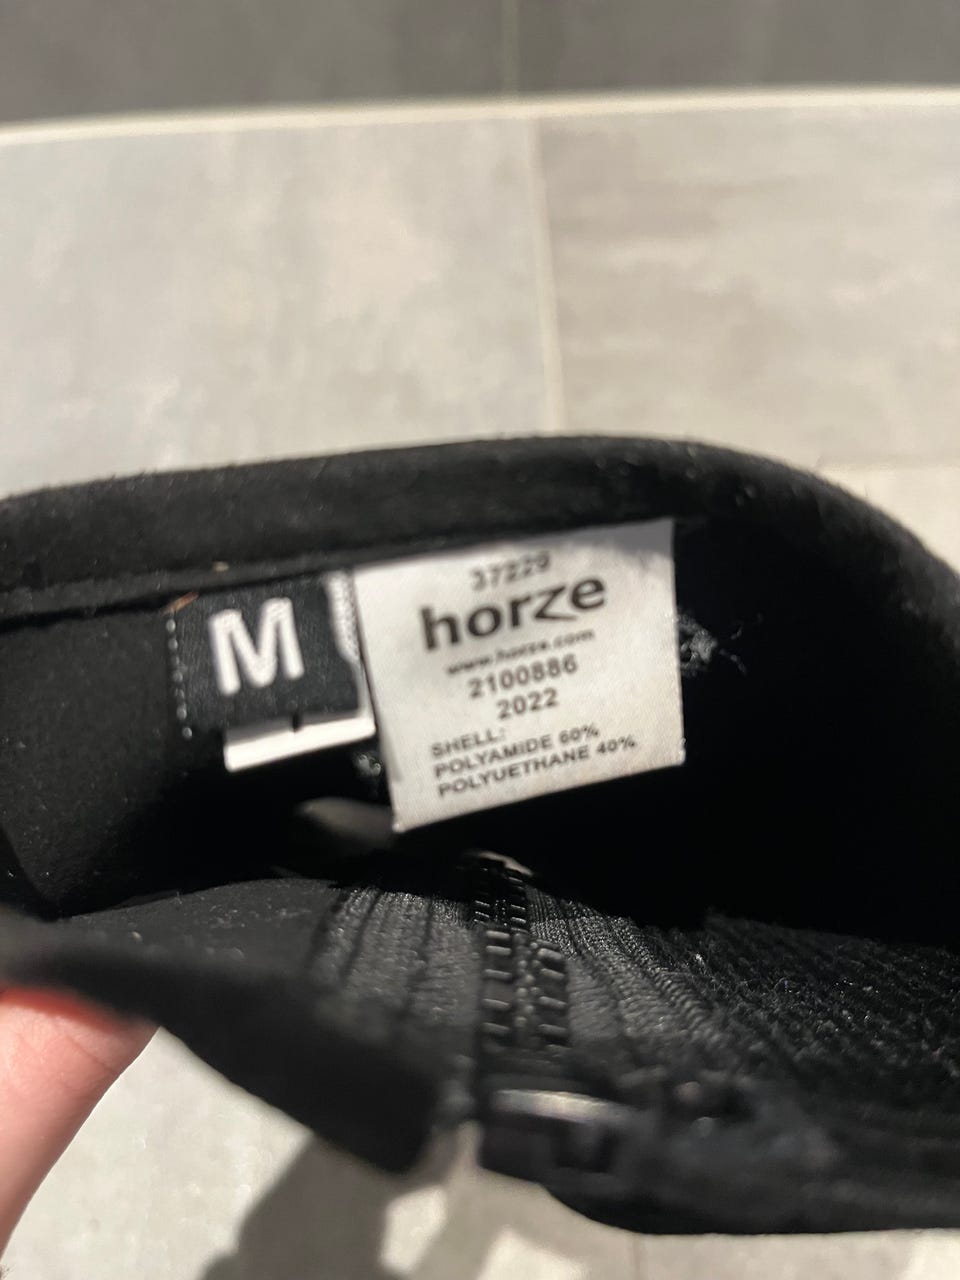 M
37229
horze
www.horze.com
2100886
2022
SHELL:
POLYAMIDE 60%
POLYUETHANE 40%